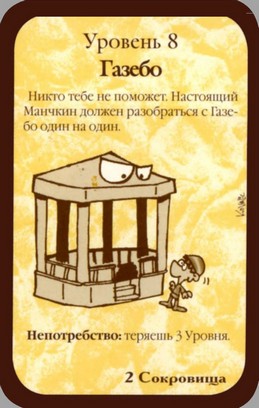 Уровень 8
Газебо
Никто тебе не поможет. Настоящий
Манчкин должен разобраться с Газе-
бо один на один.
Непотребство: теряешь 3 Уровня.
2 Сокровища